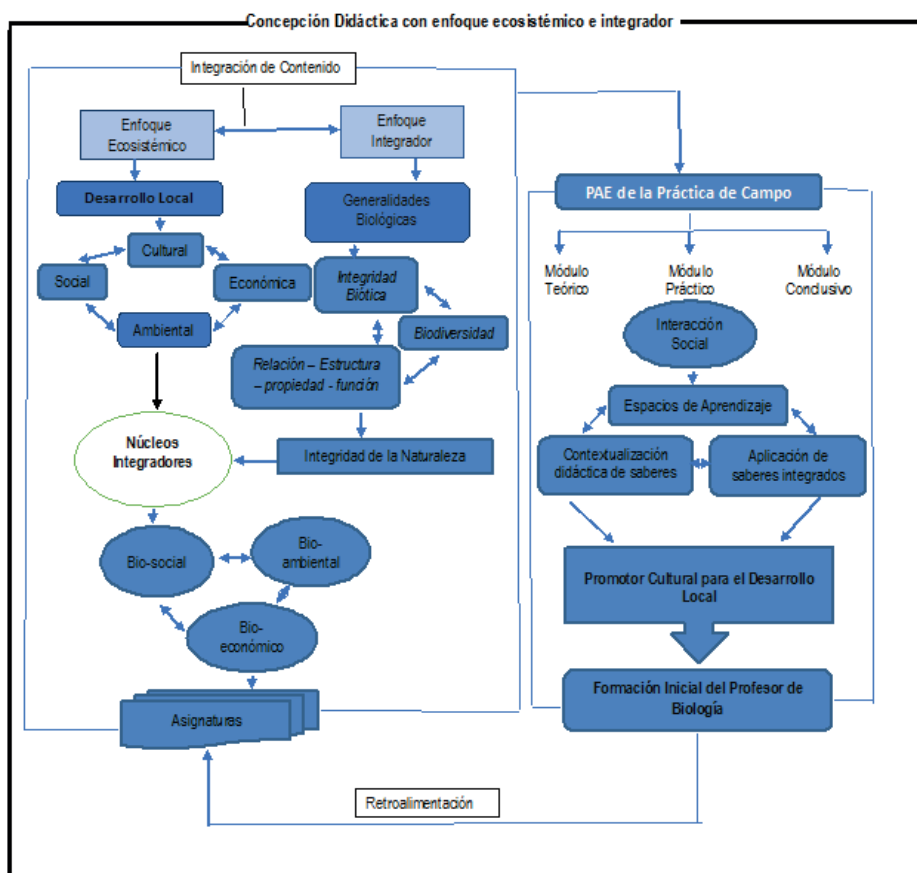 Concepción Didáctica con enfoque ecosistémico e integrador
Integración de Contenido
Enfoque
Ecosistémico
Enfoque
Integrador
Desarrollo Local
Generalidades
Biológicas
Cultural
Social
Económica
Ambiental
Integridad
Biótica
Biodiversidad
Relación – Estructura
– propiedad - función
Núcleos
Integradores
Integridad de la Naturaleza
Bio-social
Bio-
ambiental
Bio-
económico
Asignaturas
PAE de la Práctica de Campo
Módulo
Teórico
Módulo
Práctico
Módulo
Conclusivo
Interacción
Social
Espacios de Aprendizaje
Contextualización
didáctica de saberes
Aplicación de
saberes integrados
Promotor Cultural para el Desarrollo
Local
Formación Inicial del Profesor de
Biología
Retroalimentación